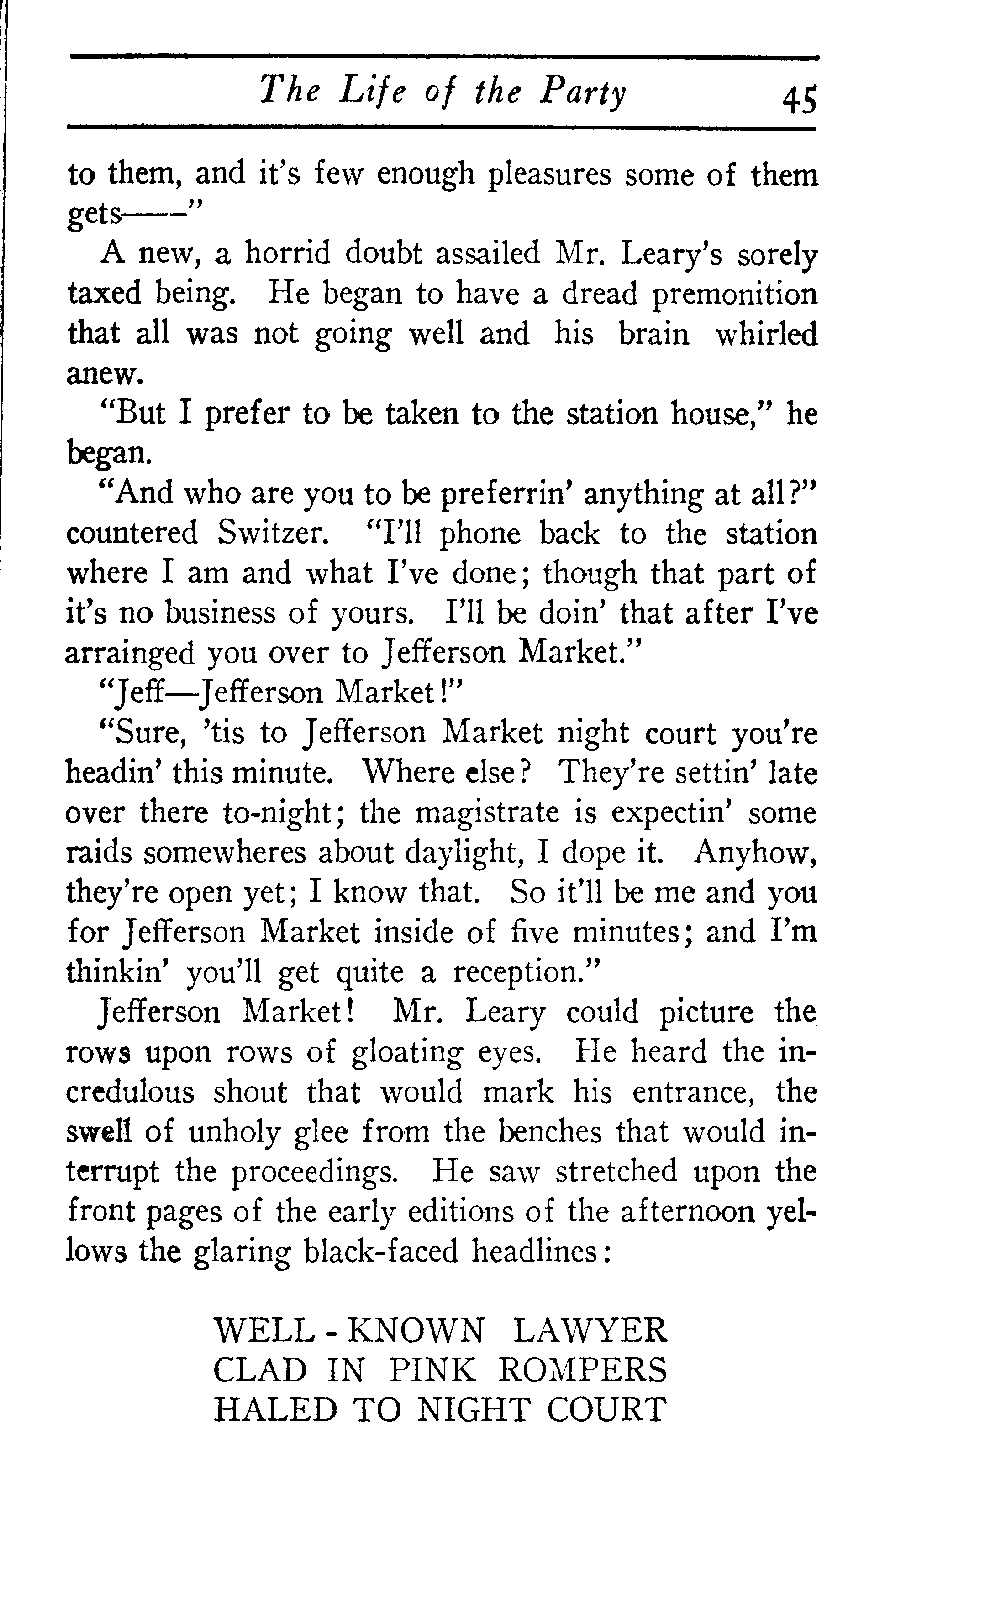 The Life of the Party 45
to them, and it's few enough pleasures some of them
gets——"
A new, a horrid doubt assailed Mr. Leary's sorely
taxed being. He began to have a dread premonition
that all was not going well and his brain whirled
anew.
"But I prefer to be taken to the station house," he
began.
"And who are you to be preferrin' anything at all?"
countered Switzer. "I'll phone back to the station
where I am and what I've done; though that part of
it's no business of yours. I'll be doin' that after I've
arrainged you over to Jefferson Market."
"Jeff—Jefferson Market!"
"Sure, 'tis to Jefferson Market night court you're
headin' this minute. Where else? They're settin' late
over there to-night; the magistrate is expectin' some
raids somewheres about daylight, I dope it. Anyhow,
they're open yet; I know that. So it'll be me and you
for Jefferson Market inside of five minutes; and I'm
thinkin' you'll get quite a reception."
Jefferson Market! Mr. Leary could picture the
rows upon rows of gloating eyes. He heard the in-
credulous shout that would mark his entrance, the
swell of unholy glee from the benches that would in-
terrupt the proceedings. He saw stretched upon the
front pages of the early editions of the afternoon yel-
lows the glaring black-faced headlines:
WELL - KNOWN LAWYER
CLAD IN PINK ROMPERS
HALED TO NIGHT COURT